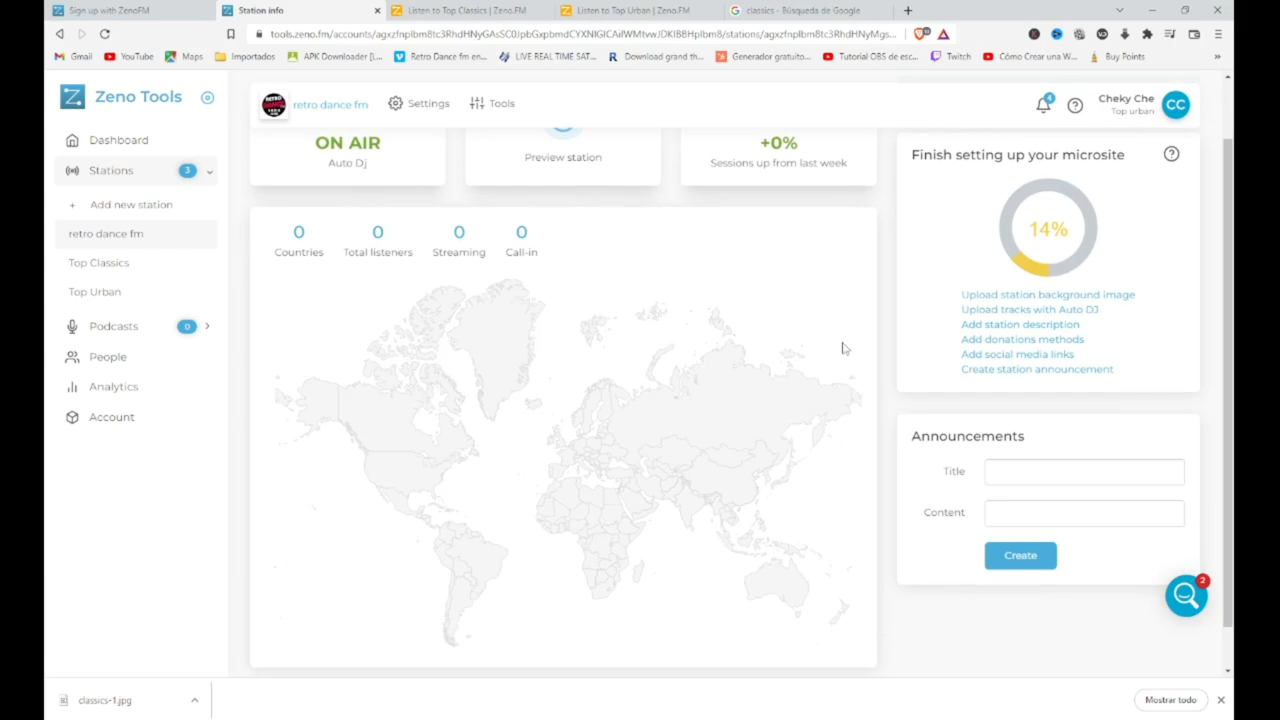 Sign up with ZenoFM
Station info
Listen to Top Classics | Zeno.FM
Listen to Top Urban | Zeno.FM
classics - Búsqueda de Google
Gmail
YouTube
Maps
Importados
APK Downloader [L...
Retro Dance fm en...
LIVE REAL TIME SAT...
Download grand th...
Generador gratuito...
Tutorial OBS de esc...
Twitch
Cómo Crear una W...
Buy Points
Zeno Tools
retro dance fm
Settings
Tools
4
Cheky Che
Top urban
CC
Dashboard
Stations 3
+ Add new station
retro dance fm
Top Classics
Top Urban
Podcasts 0
People
Analytics
Account
ON AIR
Auto Dj
Preview station
+0%
Sessions up from last week
0 Countries
0 Total listeners
0 Streaming
0 Call-in
Finish setting up your microsite
14%
Upload station background image
Upload tracks with Auto DJ
Add station description
Add donations methods
Add social media links
Create station announcement
Announcements
Title
Content
Create
2
classics-1.jpg
Mostrar todo